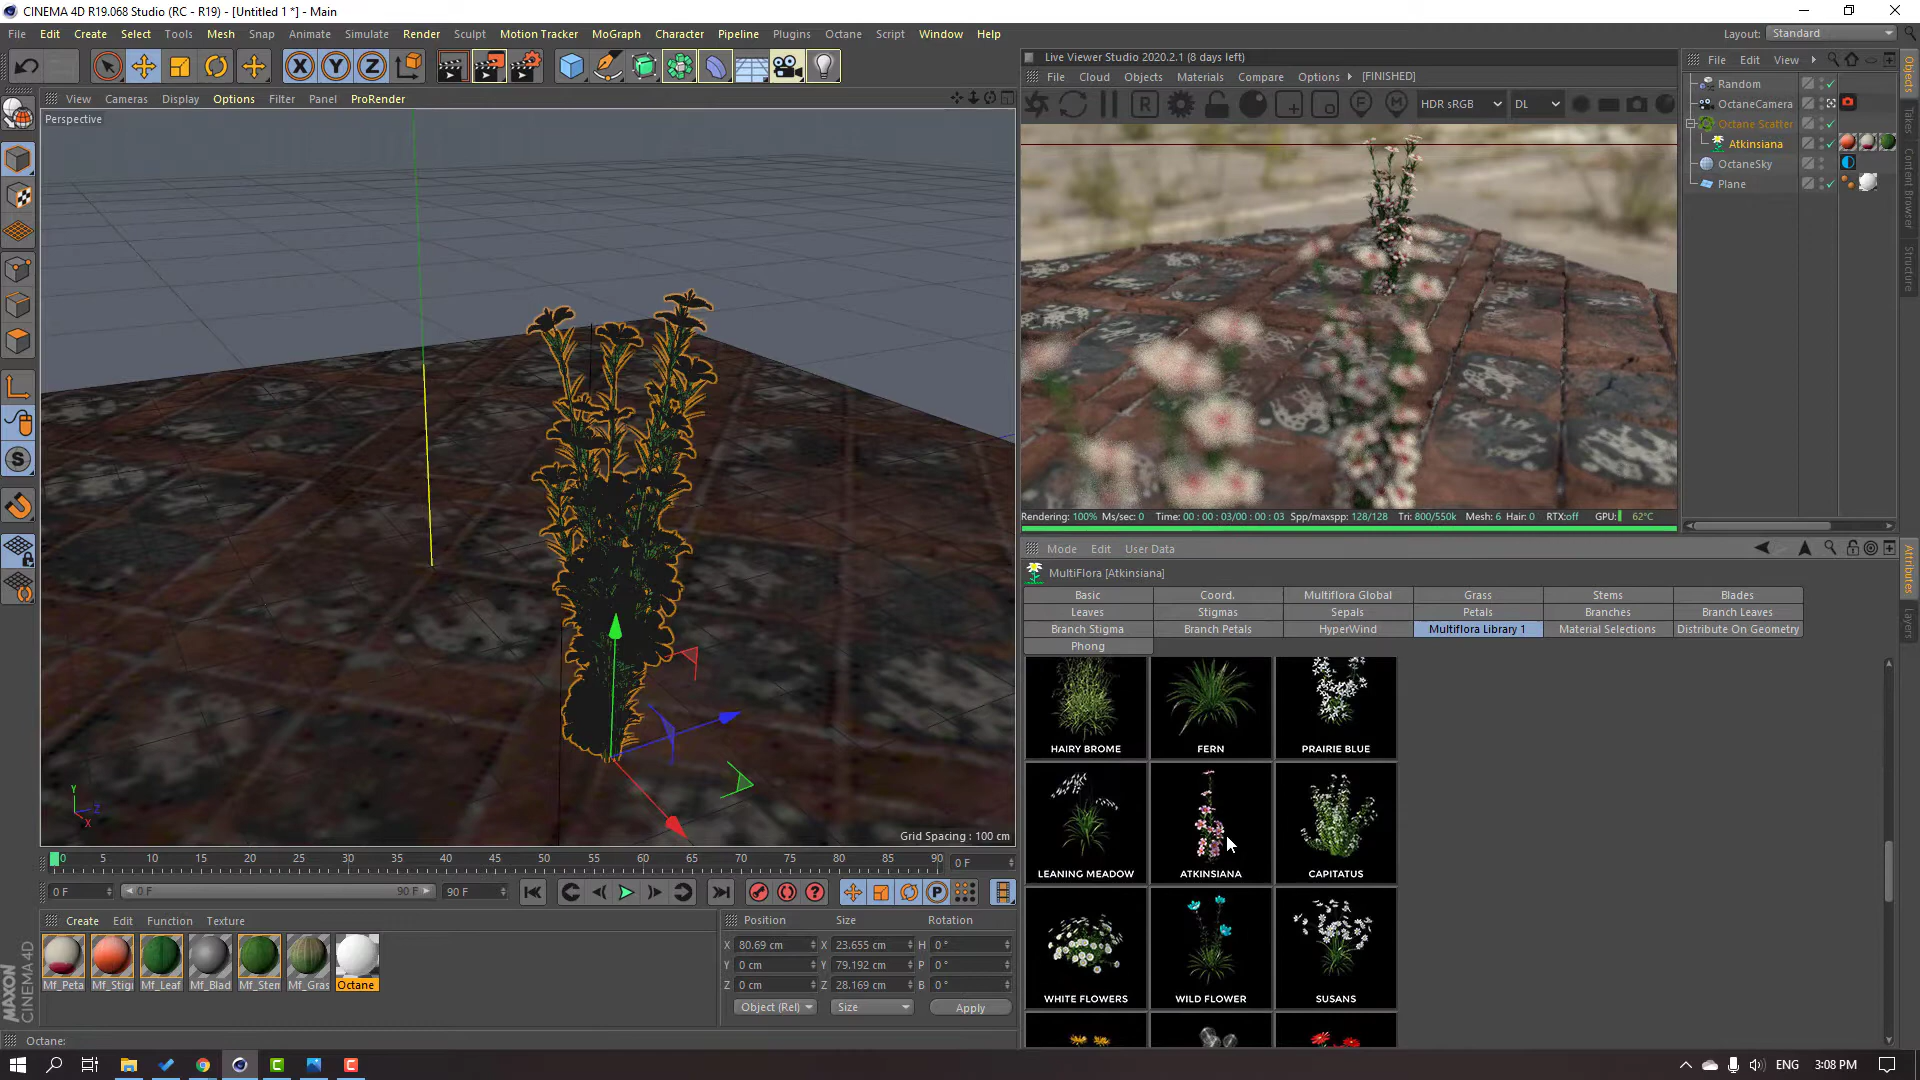 CINEMA 4D R19.068 Studio (RC - R19) - [Untitled 1 *] - Main
File Edit Create Select Tools Mesh Snap Animate Simulate Render Sculpt Motion Tracker MoGraph Character Pipeline Plugins Octane Script Window Help
Layout: Standard
View Cameras Display Options Filter Panel ProRender
Perspective
Grid Spacing : 100 cm
Y
Z
X
Live Viewer Studio 2020.2.1 (8 days left)
File Cloud Objects Materials Compare Options [FINISHED]
HDR sRGB DL
Rendering: 100% Ms/sec: 0 Time: 00 : 00 : 03/00 : 00 : 03 Spp/maxspp: 128/128 Tri: 800/550k Mesh: 6 Hair: 0 RTX:off GPU: 62°C
File Edit View
Random
OctaneCamera
Octane Scatter
Atkinsiana
OctaneSky
Plane
Objects
Takes
Content Browser
Structure
Mode Edit User Data
MultiFlora [Atkinsiana]
Basic Coord. Multiflora Global Grass Stems Blades
Leaves Stigmas Sepals Petals Branches Branch Leaves
Branch Stigma Branch Petals HyperWind Multiflora Library 1 Material Selections Distribute On Geometry
Phong
HAIRY BROME FERN PRAIRIE BLUE
LEANING MEADOW ATKINSIANA CAPITATUS
WHITE FLOWERS WILD FLOWER SUSANS
Attributes
Layers
0 5 10 15 20 25 30 35 40 45 50 55 60 65 70 75 80 85 90 0 F
0 F 0 F 90 F 90 F
Create Edit Function Texture
Mf_Peta Mf_Stig Mf_Leaf Mf_Blad Mf_Sten Mf_Gras Octane
Position Size Rotation
X 80.69 cm X 23.655 cm H 0 °
Y 0 cm Y 79.192 cm P 0 °
Z 0 cm Z 28.169 cm B 0 °
Object (Rel) Size Apply
MAXON
CINEMA 4D
Octane:
ENG 3:08 PM